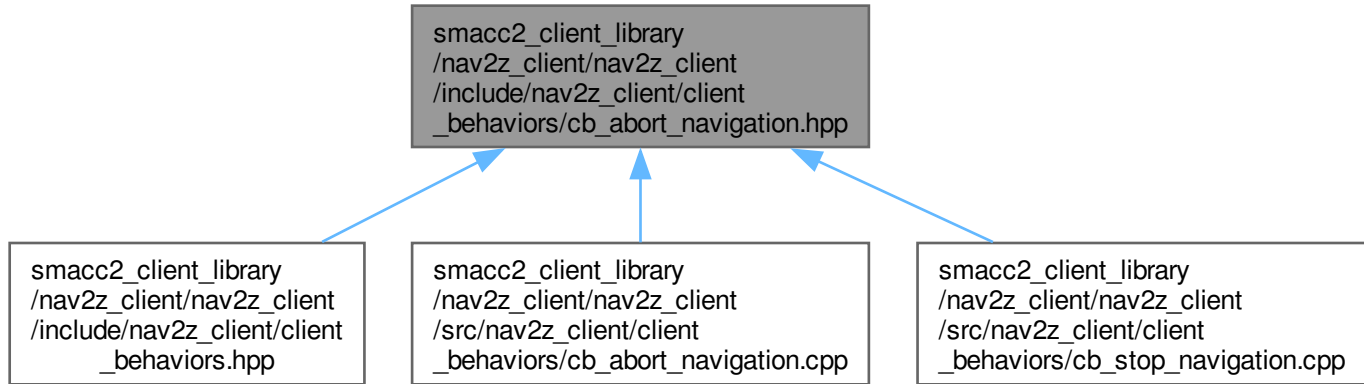 smacc2_client_library
/nav2z_client/nav2z_client
/include/nav2z_client/client
_behaviors/cb_abort_navigation.hpp
smacc2_client_library
/nav2z_client/nav2z_client
/include/nav2z_client/client
_behaviors.hpp
smacc2_client_library
/nav2z_client/nav2z_client
/src/nav2z_client/client
_behaviors/cb_abort_navigation.cpp
smacc2_client_library
/nav2z_client/nav2z_client
/src/nav2z_client/client
_behaviors/cb_stop_navigation.cpp